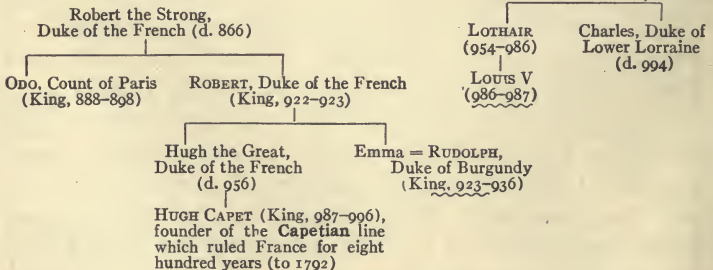 Robert the Strong,
Duke of the French (d. 866)
LOTHAIR
(954–986)
Charles, Duke of
Lower Lorraine
(d. 994)
LOUIS V
(986–987)
ODO, Count of Paris
(King, 888–898)
ROBERT, Duke of the French
(King, 922–923)
Hugh the Great,
Duke of the French
(d. 956)
Emma = RUDOLPH,
Duke of Burgundy
(King, 923–936)
HUGH CAPET (King, 987–996),
founder of the Capetian line
which ruled France for eight
hundred years (to 1792)